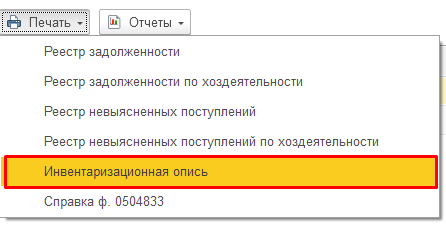 Печать Отчеты
Реестр задолженности
Реестр задолженности по хоздеятельности
Реестр невыясненных поступлений
Реестр невыясненных поступлений по хоздеятельности
Инвентаризационная опись
Справка ф. 0504833